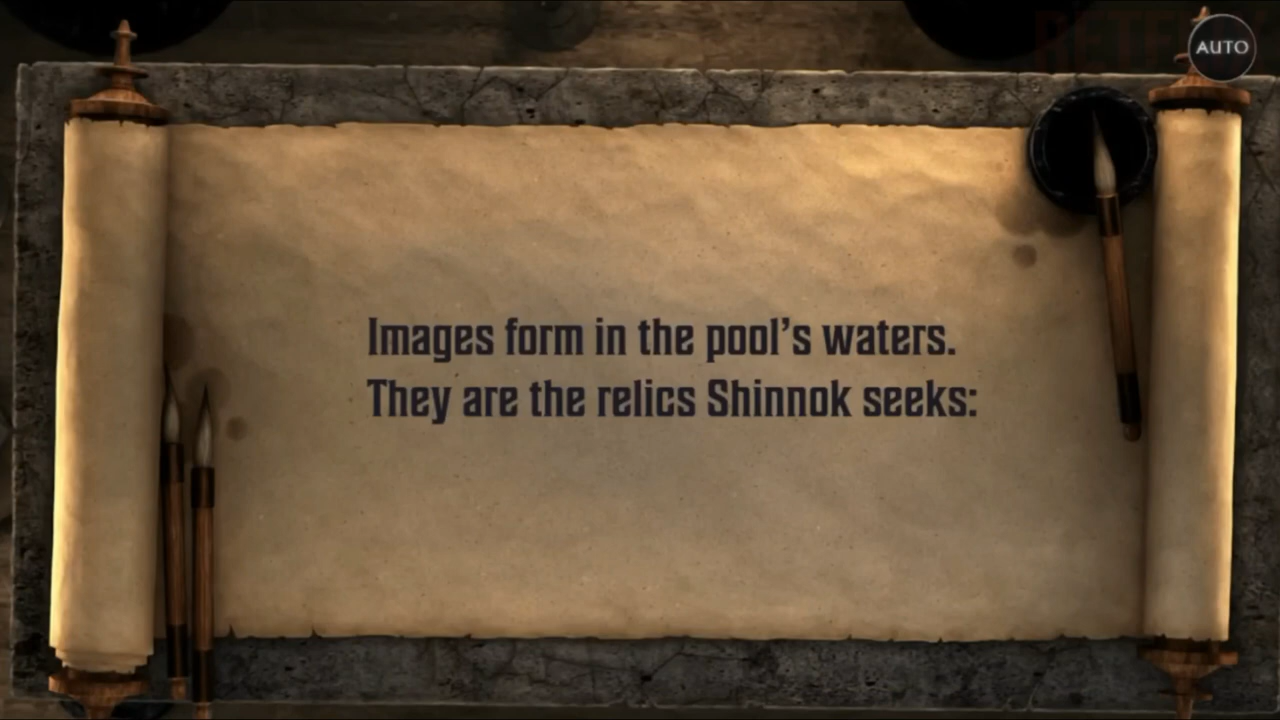 AUTO
Images form in the pool's waters.
They are the relics Shinnok seeks: